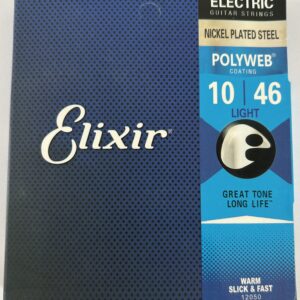 ELECTRIC
GUITAR STRINGS
NICKEL PLATED STEEL
POLYWEB®
COATING
10 | 46
LIGHT
Elixir®
GREAT TONE
LONG LIFE™
WARM
SLICK & FAST
12050